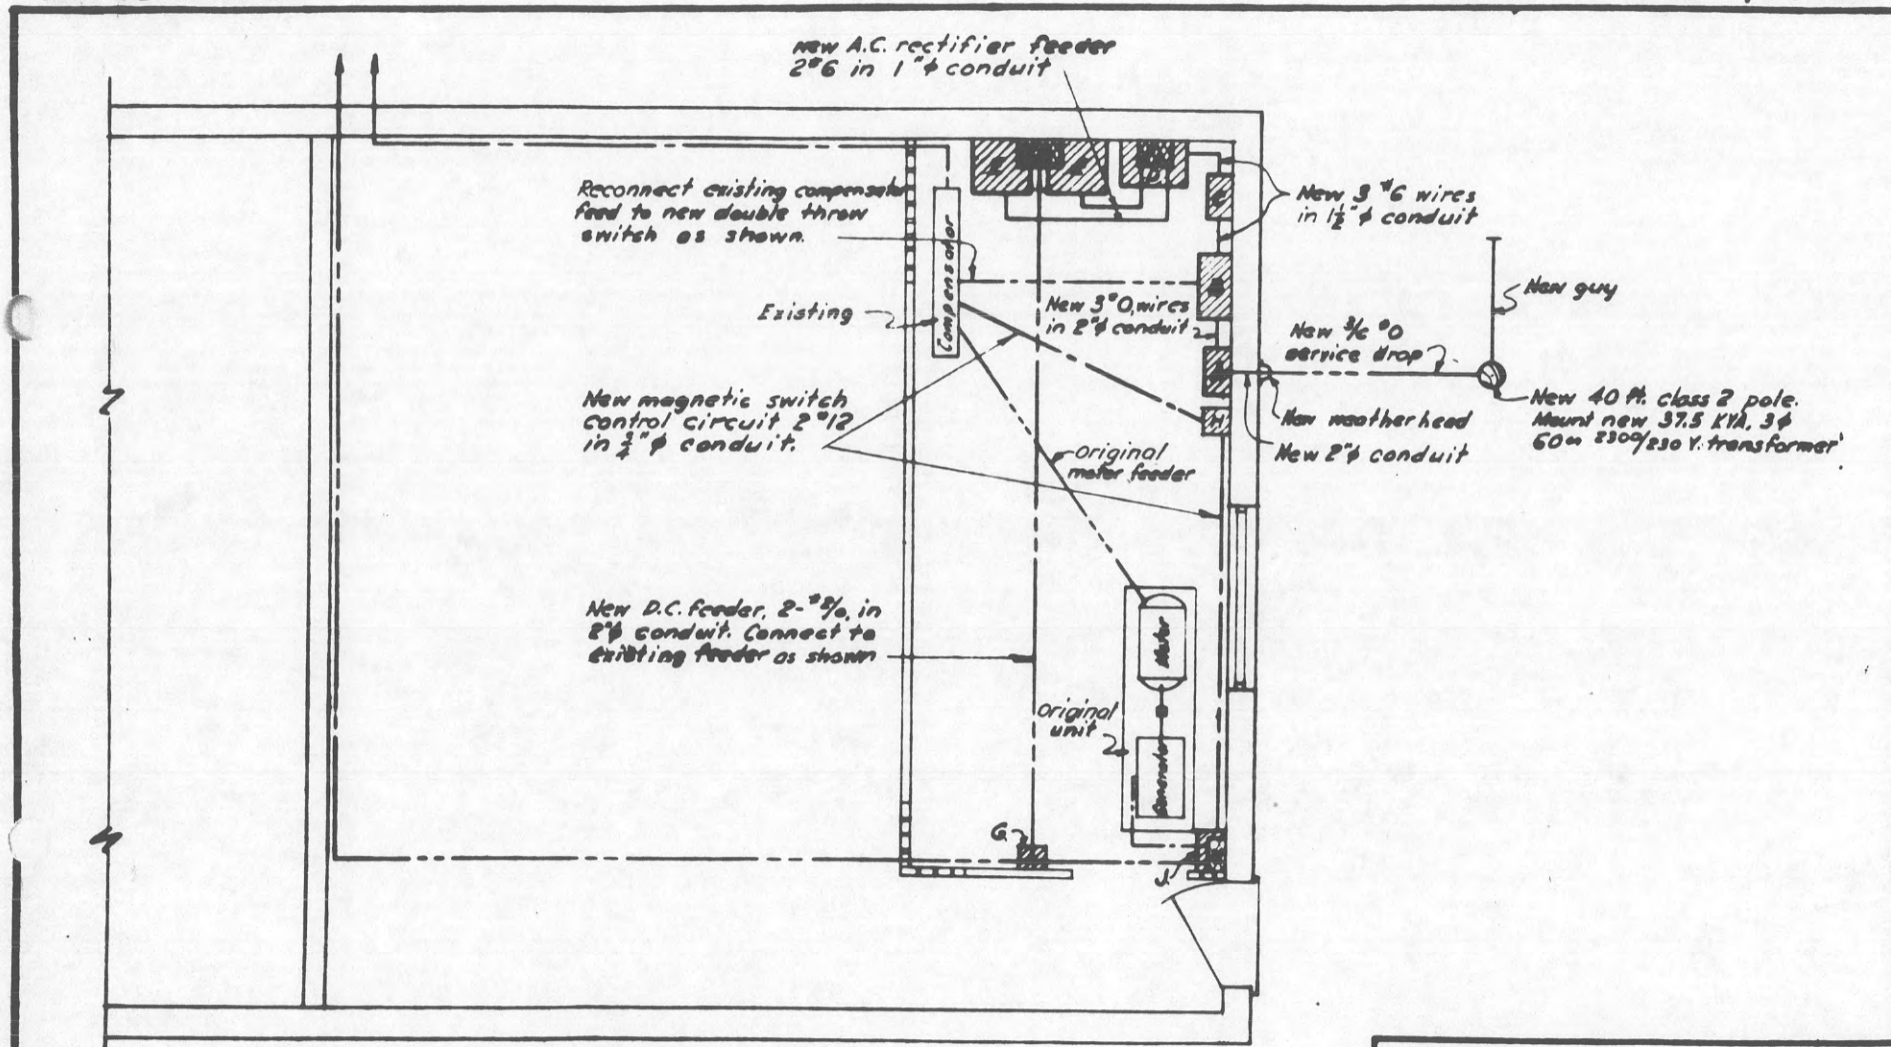 New A.C. rectifier feeder
2#6 in 1"φ conduit
Reconnect existing compensator
feed to new double throw
switch as shown.
Compensator
New 3 #6 wires
in 1½"φ conduit
Existing
New 3#0, wires
in 2"φ conduit
New guy
New 3/c #0
service drop
New 40 ft. class 2 pole.
Mount new 37.5 KVA. 3φ
60~ 2300/230 V. transformer
New weatherhead
New 2"φ conduit
New magnetic switch
control circuit 2#12
in ¾"φ conduit.
H
original
motor feeder
New D.C. feeder, 2-#2/0, in
2"φ conduit. Connect to
existing feeder as shown
Motor
original
unit
Generator
G
J.